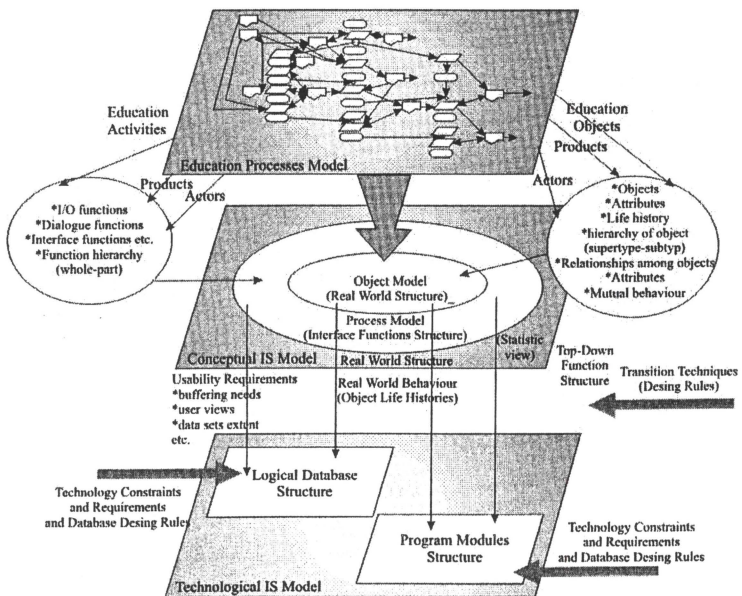 Education
Activities
Education
Objects
Products
Education Processes Model
Products
Actors
Actors
*I/O functions
*Dialogue functions
*Interface functions etc.
*Function hierarchy
(whole-part)
*Objects
*Attributes
*Life history
*hierarchy of object
(supertype-subtyp)
*Relationships among objects
*Attributes
*Mutual behaviour
Object Model
(Real World Structure)_
Process Model
(Interface Functions Structure)
Conceptual IS Model
Real World Structure
(Statistic
view)
Top-Down
Function
Structure
Transition Techniques
(Desing Rules)
Usability Requirements
*buffering needs
*user views
*data sets extent
etc.
Real World Behaviour
(Object Life Histories)
Logical Database
Structure
Technology Constraints
and Requirements
and Database Desing Rules
Program Modules
Structure
Technology Constraints
and Requirements
and Database Desing Rules
Technological IS Model